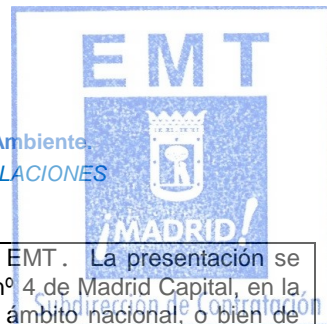 EMT
Ambiente.
LACIONES
¡MADRID!
EMT. La presentación se
nº 4 de Madrid Capital, en la
Subdirección de Contratación
ámbito nacional, o bien de